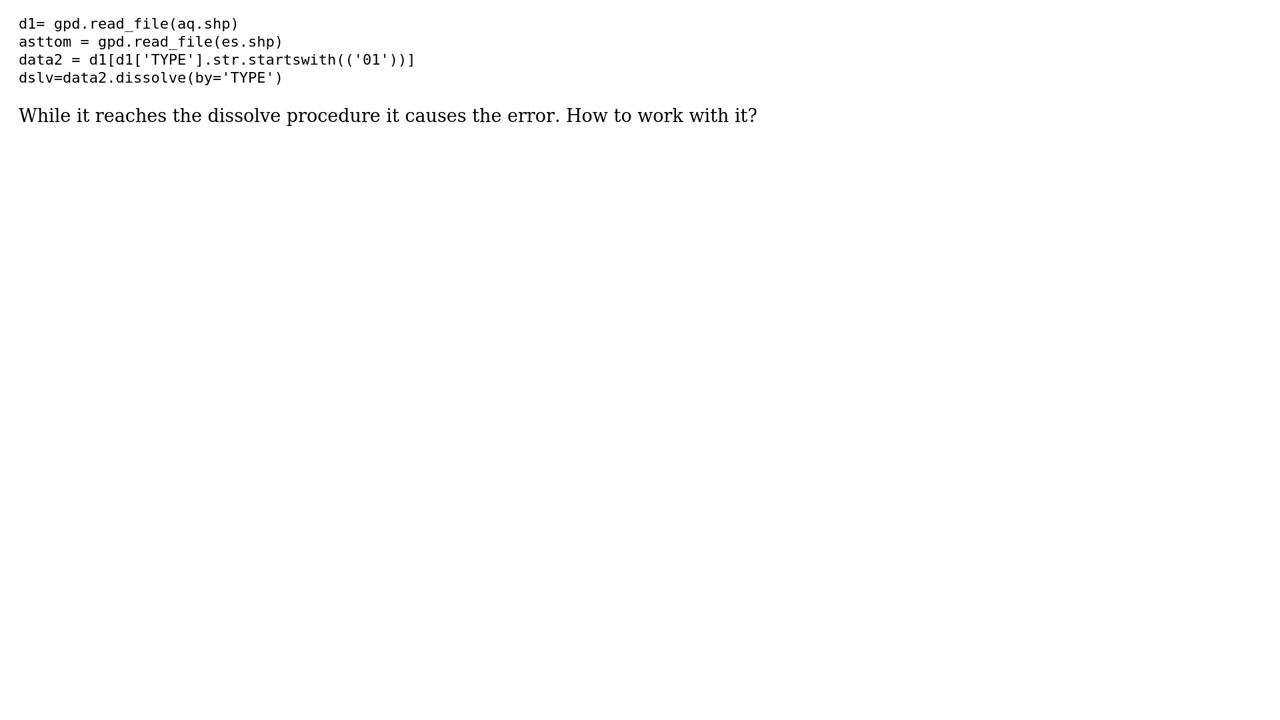 d1= gpd.read_file(aq.shp)
asttom = gpd.read_file(es.shp)
data2 = d1[d1['TYPE'].str.startswith(('01'))]
dslv=data2.dissolve(by='TYPE')
While it reaches the dissolve procedure it causes the error. How to work with it?